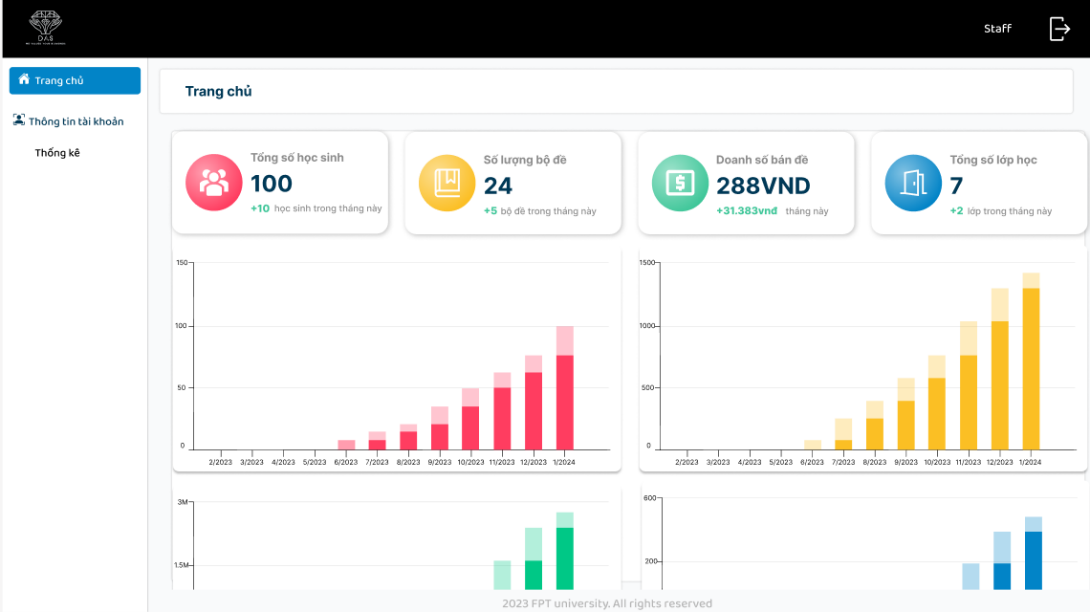 DAS
Staff
Trang chủ
Thông tin tài khoản
Thống kê
Trang chủ
Tổng số học sinh
100
+10 học sinh trong tháng này
Số lượng bộ đề
24
+5 bộ đề trong tháng này
Doanh số bán đề
288VND
+31.383vnđ tháng này
Tổng số lớp học
7
+2 lớp trong tháng này
150
100
50
0
2/2023 3/2023 4/2023 5/2023 6/2023 7/2023 8/2023 9/2023 10/2023 11/2023 12/2023 1/2024
1500
1000
500
0
2/2023 3/2023 4/2023 5/2023 6/2023 7/2023 8/2023 9/2023 10/2023 11/2023 12/2023 1/2024
3M
1.5M
600
300
2023 FPT university. All rights reserved